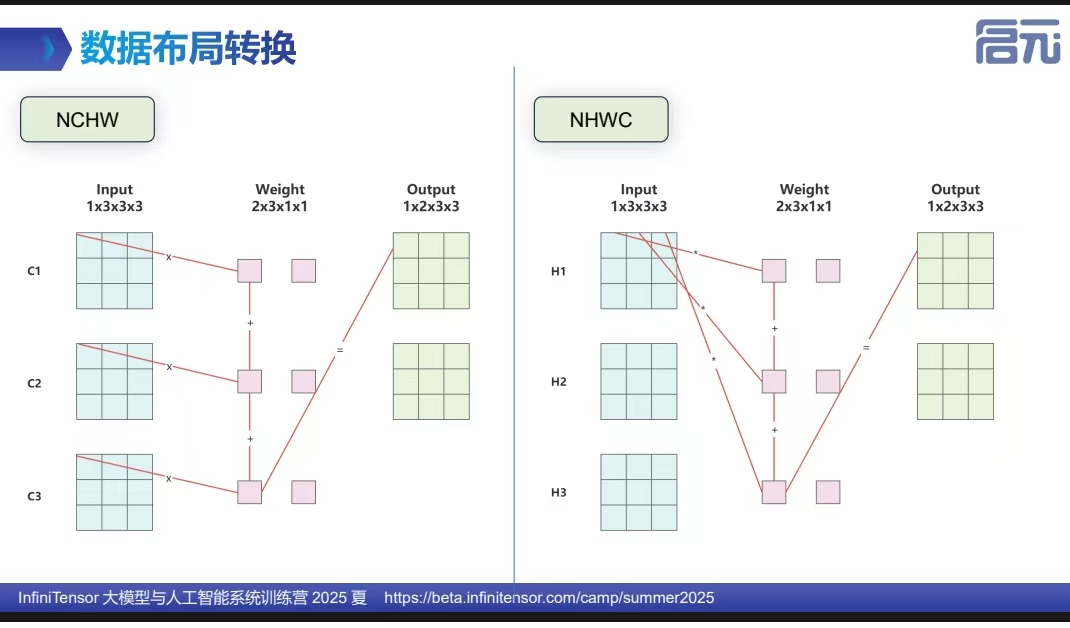 数据布局转换
启元
NCHW
Input
1x3x3x3
Weight
2x3x1x1
Output
1x2x3x3
C1
x
+
C2
x
=
+
C3
x
NHWC
Input
1x3x3x3
Weight
2x3x1x1
Output
1x2x3x3
H1
*
*
+
H2
*
=
+
H3
InfiniTensor 大模型与人工智能系统训练营 2025 夏 https://beta.infinitensor.com/camp/summer2025